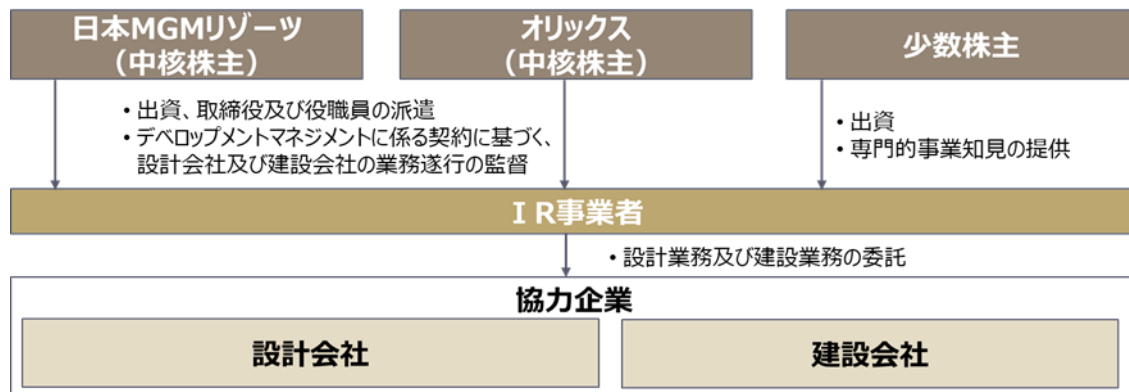 日本MGMリゾーツ
（中核株主）
オリックス
（中核株主）
少数株主
・出資、取締役及び役職員の派遣
・デベロップメントマネジメントに係る契約に基づく、
設計会社及び建設会社の業務遂行の監督
・出資
・専門的事業知見の提供
ＩＲ事業者
・設計業務及び建設業務の委託
協力企業
設計会社
建設会社